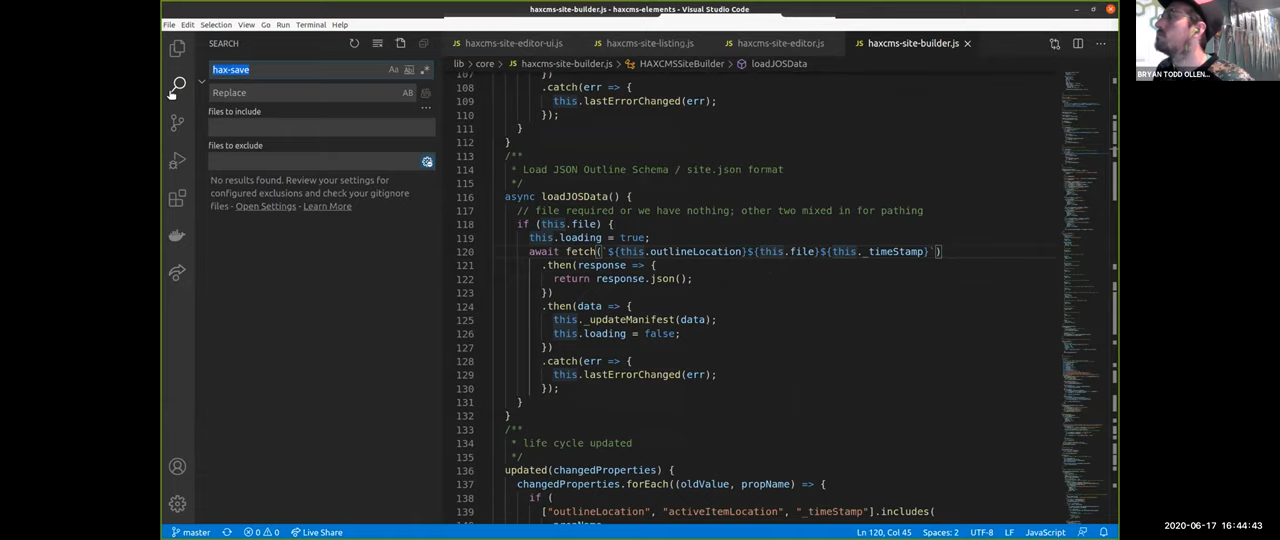 haxcms-site-builder.js - haxcms-elements - Visual Studio Code
File Edit Selection View Go Run Terminal Help
SEARCH
hax-save
Aa
Replace
AB
files to include
files to exclude
No results found. Review your settings for
configured exclusions and check your gitignore
files - Open Settings - Learn More
haxcms-site-editor-ui.js
haxcms-site-listing.js
haxcms-site-editor.js
haxcms-site-builder.js
lib > core > haxcms-site-builder.js > HAXCMSSiteBuilder > loadJOSData
107 })
108 .catch(err => {
109 this.lastErrorChanged(err);
110 });
111 }
112 }
113 /**
114 * Load JSON Outline Schema / site.json format
115 */
116 async loadJOSData() {
117 // file required or we have nothing; other two mixed in for pathing
118 if (this.file) {
119 this.loading = true;
120 await fetch(`${this.outlineLocation}${this.file}${this._timeStamp}`)
121 .then(response => {
122 return response.json();
123 })
124 .then(data => {
125 this._updateManifest(data);
126 this.loading = false;
127 })
128 .catch(err => {
129 this.lastErrorChanged(err);
130 });
131 }
132 }
133 /**
134 * life cycle updated
135 */
136 updated(changedProperties) {
137 changedProperties.forEach((oldValue, propName) => {
138 if (
139 ["outlineLocation", "activeItemLocation", "_timeStamp"].includes(
propName
master
0 0
Live Share
Ln 120, Col 45 Spaces: 2 UTF-8 LF JavaScript
BRYAN TODD OLLEN...
2020-06-17 16:44:43